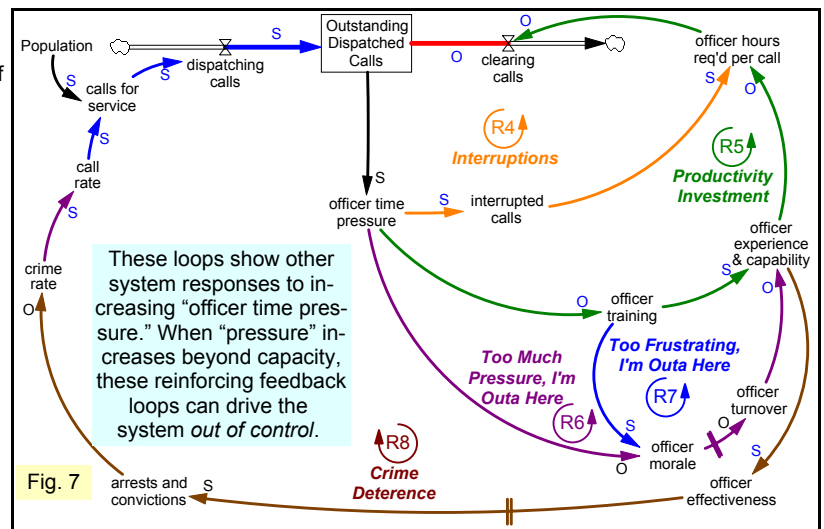 f
Population
S
calls for
service
S
dispatching
calls
S
Outstanding
Dispatched
Calls
O
clearing
calls
O
officer hours
req'd per call
S
O
S
call
rate
S
crime
rate
O
R4
Interruptions
R5
Productivity
Investment
S
officer time
pressure
S
interrupted
calls
officer
experience
& capability
S
O
These loops show other
system responses to in-
creasing “officer time pres-
sure.” When “pressure” in-
creases beyond capacity,
these reinforcing feedback
loops can drive the
system out of control.
O
officer
training
Too Much
Pressure, I'm
Outa Here
R6
Too Frustrating,
I'm Outa Here
R7
officer
turnover
O
S
O
officer
morale
S
officer
effectiveness
R8
Crime
Deterence
Fig. 7
arrests and
convictions
S